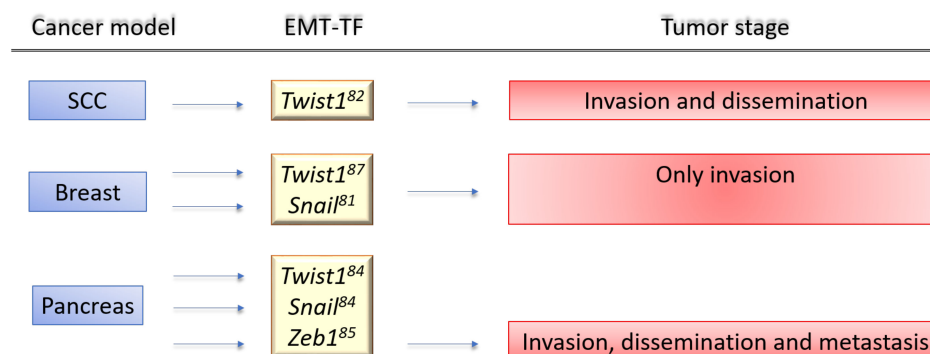 Cancer model EMT-TF Tumor stage
SCC Twist1⁸² Invasion and dissemination
Breast Twist1⁸⁷ Only invasion
Snail⁸¹
Pancreas Twist1⁸⁴
Snail⁸⁴
Zeb1⁸⁵ Invasion, dissemination and metastasis